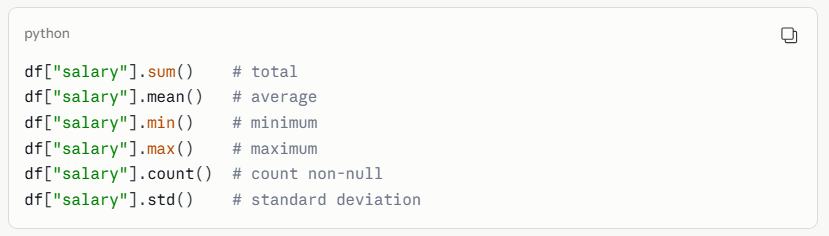 python
df["salary"].sum()    # total
df["salary"].mean()   # average
df["salary"].min()    # minimum
df["salary"].max()    # maximum
df["salary"].count()  # count non-null
df["salary"].std()    # standard deviation